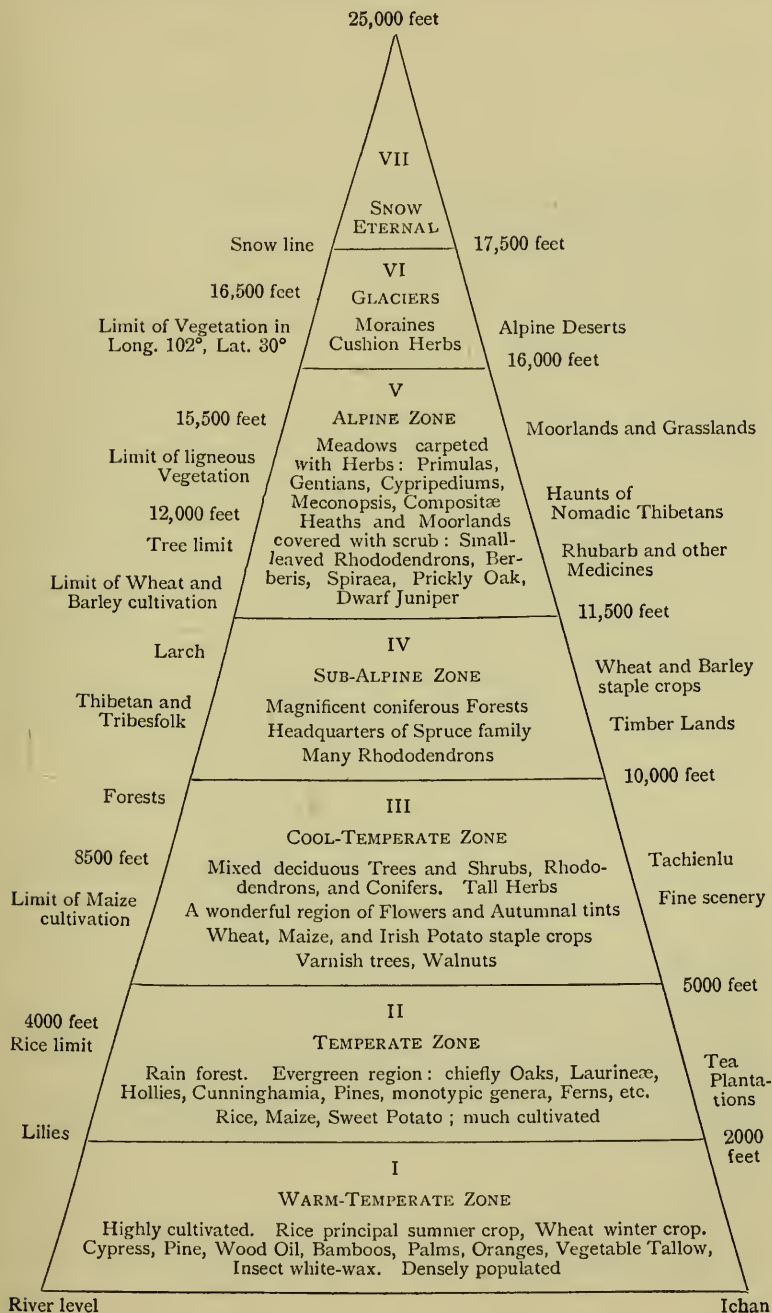 25,000 feet
VII
SNOW
ETERNAL
Snow line
17,500 feet
VI
16,500 feet
GLACIERS
Limit of Vegetation in
Long. 102°, Lat. 30°
Moraines
Cushion Herbs
Alpine Deserts
16,000 feet
V
15,500 feet
ALPINE ZONE
Moorlands and Grasslands
Meadows carpeted
with Herbs : Primulas,
Gentians, Cypripediums,
Meconopsis, Compositæ
Heaths and Moorlands
covered with scrub : Small-
leaved Rhododendrons, Ber-
beris, Spiraea, Prickly Oak,
Dwarf Juniper
Limit of ligneous
Vegetation
12,000 feet
Tree limit
Limit of Wheat and
Barley cultivation
Haunts of
Nomadic Thibetans
Rhubarb and other
Medicines
11,500 feet
IV
Larch
SUB-ALPINE ZONE
Wheat and Barley
staple crops
Thibetan and
Tribesfolk
Magnificent coniferous Forests
Headquarters of Spruce family
Many Rhododendrons
Timber Lands
10,000 feet
Forests
III
COOL-TEMPERATE ZONE
8500 feet
Tachienlu
Mixed deciduous Trees and Shrubs, Rhodo-
dendrons, and Conifers. Tall Herbs
A wonderful region of Flowers and Autumnal tints
Wheat, Maize, and Irish Potato staple crops
Varnish trees, Walnuts
Limit of Maize
cultivation
Fine scenery
5000 feet
4000 feet
Rice limit
II
TEMPERATE ZONE
Rain forest. Evergreen region : chiefly Oaks, Laurineæ,
Hollies, Cunninghamia, Pines, monotypic genera, Ferns, etc.
Rice, Maize, Sweet Potato ; much cultivated
Tea
Planta-
tions
Lilies
2000
feet
I
WARM-TEMPERATE ZONE
Highly cultivated. Rice principal summer crop, Wheat winter crop.
Cypress, Pine, Wood Oil, Bamboos, Palms, Oranges, Vegetable Tallow,
Insect white-wax. Densely populated
River level
Ichan